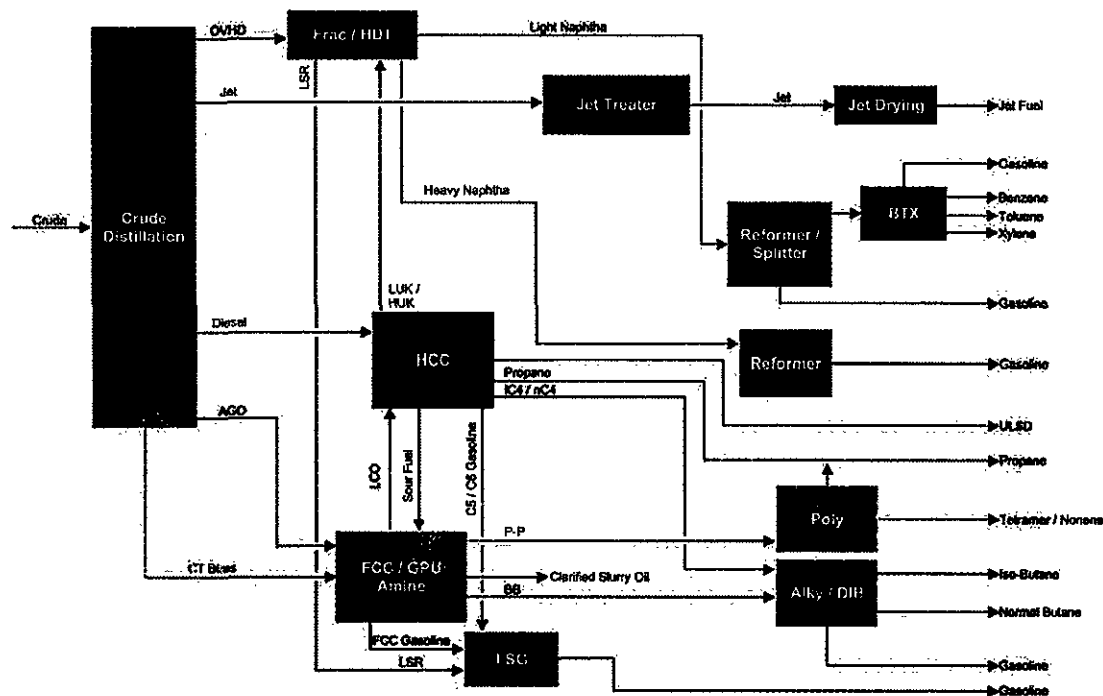 OVHD
Frac / HDT
Light Naphtha
LSR
Jet
Jet Treater
Jet
Jet Drying
Jet Fuel
Gasoline
Heavy Naphtha
Benzene
BTX
Toluene
Xylene
Crude
Crude
Distillation
Reformer /
Splitter
LUK /
HUK
Gasoline
Diesel
HCC
Reformer
Gasoline
Propane
iC4 / nC4
AGO
ULSD
LCO
Sour Fuel
C5 / C6 Gasoline
Propane
Poly
Tetramer / Nonene
P-P
CT Btms
FCC / GPU
Amine
Clarified Slurry Oil
BB
Alky / DIB
Iso-Butane
Normal Butane
FCC Gasoline
LSG
LSR
Gasoline
Gasoline